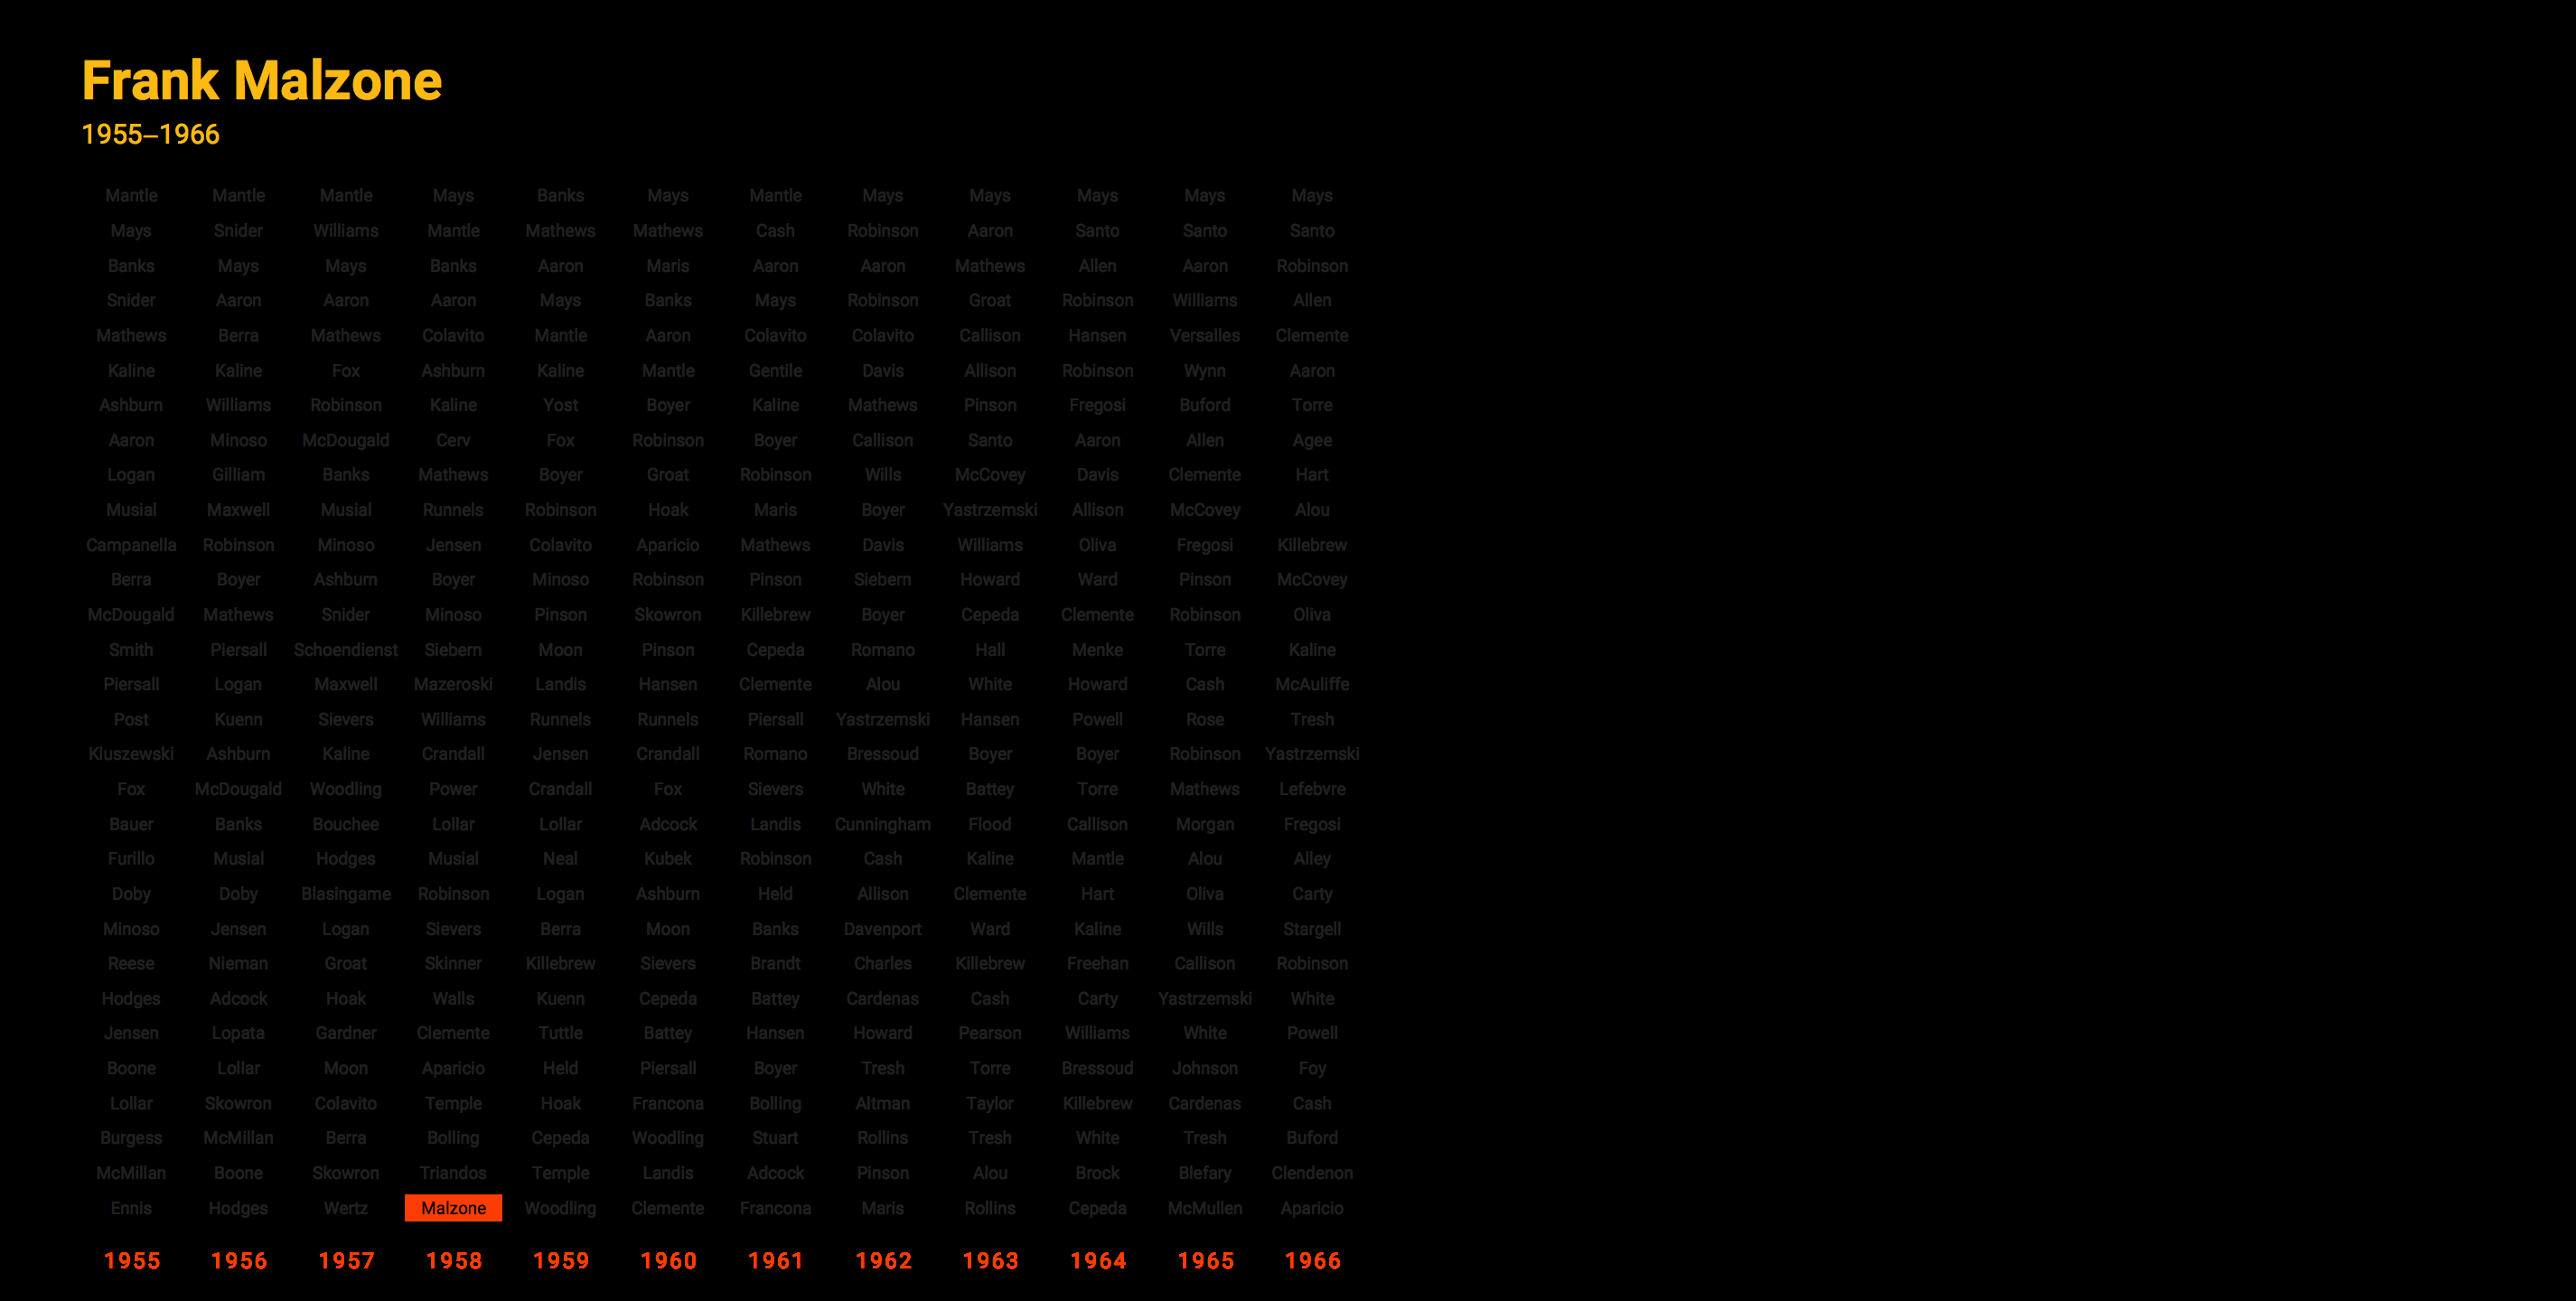 Frank Malzone
1955–1966
Mantle Mantle Mantle Mays Banks Mays Mantle Mays Mays Mays Mays Mays
Mays Snider Williams Mantle Mathews Mathews Cash Robinson Aaron Santo Santo Santo
Banks Mays Mays Banks Aaron Maris Aaron Aaron Mathews Allen Aaron Robinson
Snider Aaron Aaron Aaron Mays Banks Mays Robinson Groat Robinson Williams Allen
Mathews Berra Mathews Colavito Mantle Aaron Colavito Colavito Callison Hansen Versalles Clemente
Kaline Kaline Fox Ashburn Kaline Mantle Gentile Davis Allison Robinson Wynn Aaron
Ashburn Williams Robinson Kaline Yost Boyer Kaline Mathews Pinson Fregosi Buford Torre
Aaron Minoso McDougald Cerv Fox Robinson Boyer Callison Santo Aaron Allen Agee
Logan Gilliam Banks Mathews Boyer Groat Robinson Wills McCovey Davis Clemente Hart
Musial Maxwell Musial Runnels Robinson Hoak Maris Boyer Yastrzemski Allison McCovey Alou
Campanella Robinson Minoso Jensen Colavito Aparicio Mathews Davis Williams Oliva Fregosi Killebrew
Berra Boyer Ashburn Boyer Minoso Robinson Pinson Siebern Howard Ward Pinson McCovey
McDougald Mathews Snider Minoso Pinson Skowron Killebrew Boyer Cepeda Clemente Robinson Oliva
Smith Piersall Schoendienst Siebern Moon Pinson Cepeda Romano Hall Menke Torre Kaline
Piersall Logan Maxwell Mazeroski Landis Hansen Clemente Alou White Howard Cash McAuliffe
Post Kuenn Sievers Williams Runnels Runnels Piersall Yastrzemski Hansen Powell Rose Tresh
Kluszewski Ashburn Kaline Crandall Jensen Crandall Romano Bressoud Boyer Boyer Robinson Yastrzemski
Fox McDougald Woodling Power Crandall Fox Sievers White Battey Torre Mathews Lefebvre
Bauer Banks Bouchee Lollar Lollar Adcock Landis Cunningham Flood Callison Morgan Fregosi
Furillo Musial Hodges Musial Neal Kubek Robinson Cash Kaline Mantle Alou Alley
Doby Doby Blasingame Robinson Logan Ashburn Held Allison Clemente Hart Oliva Carty
Minoso Jensen Logan Sievers Berra Moon Banks Davenport Ward Kaline Wills Stargell
Reese Nieman Groat Skinner Killebrew Sievers Brandt Charles Killebrew Freehan Callison Robinson
Hodges Adcock Hoak Walls Kuenn Cepeda Battey Cardenas Cash Carty Yastrzemski White
Jensen Lopata Gardner Clemente Tuttle Battey Hansen Howard Pearson Williams White Powell
Boone Lollar Moon Aparicio Held Piersall Boyer Tresh Torre Bressoud Johnson Foy
Lollar Skowron Colavito Temple Hoak Francona Bolling Altman Taylor Killebrew Cardenas Cash
Burgess McMillan Berra Bolling Cepeda Woodling Stuart Rollins Tresh White Tresh Buford
McMillan Boone Skowron Triandos Temple Landis Adcock Pinson Alou Brock Blefary Clendenon
Ennis Hodges Wertz Malzone Woodling Clemente Francona Maris Rollins Cepeda McMullen Aparicio
1955 1956 1957 1958 1959 1960 1961 1962 1963 1964 1965 1966